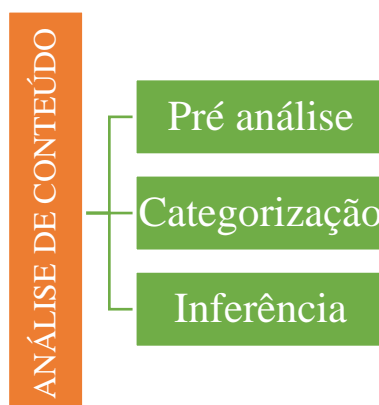 ANÁLISE DE CONTEÚDO
Pré análise
Categorização
Inferência